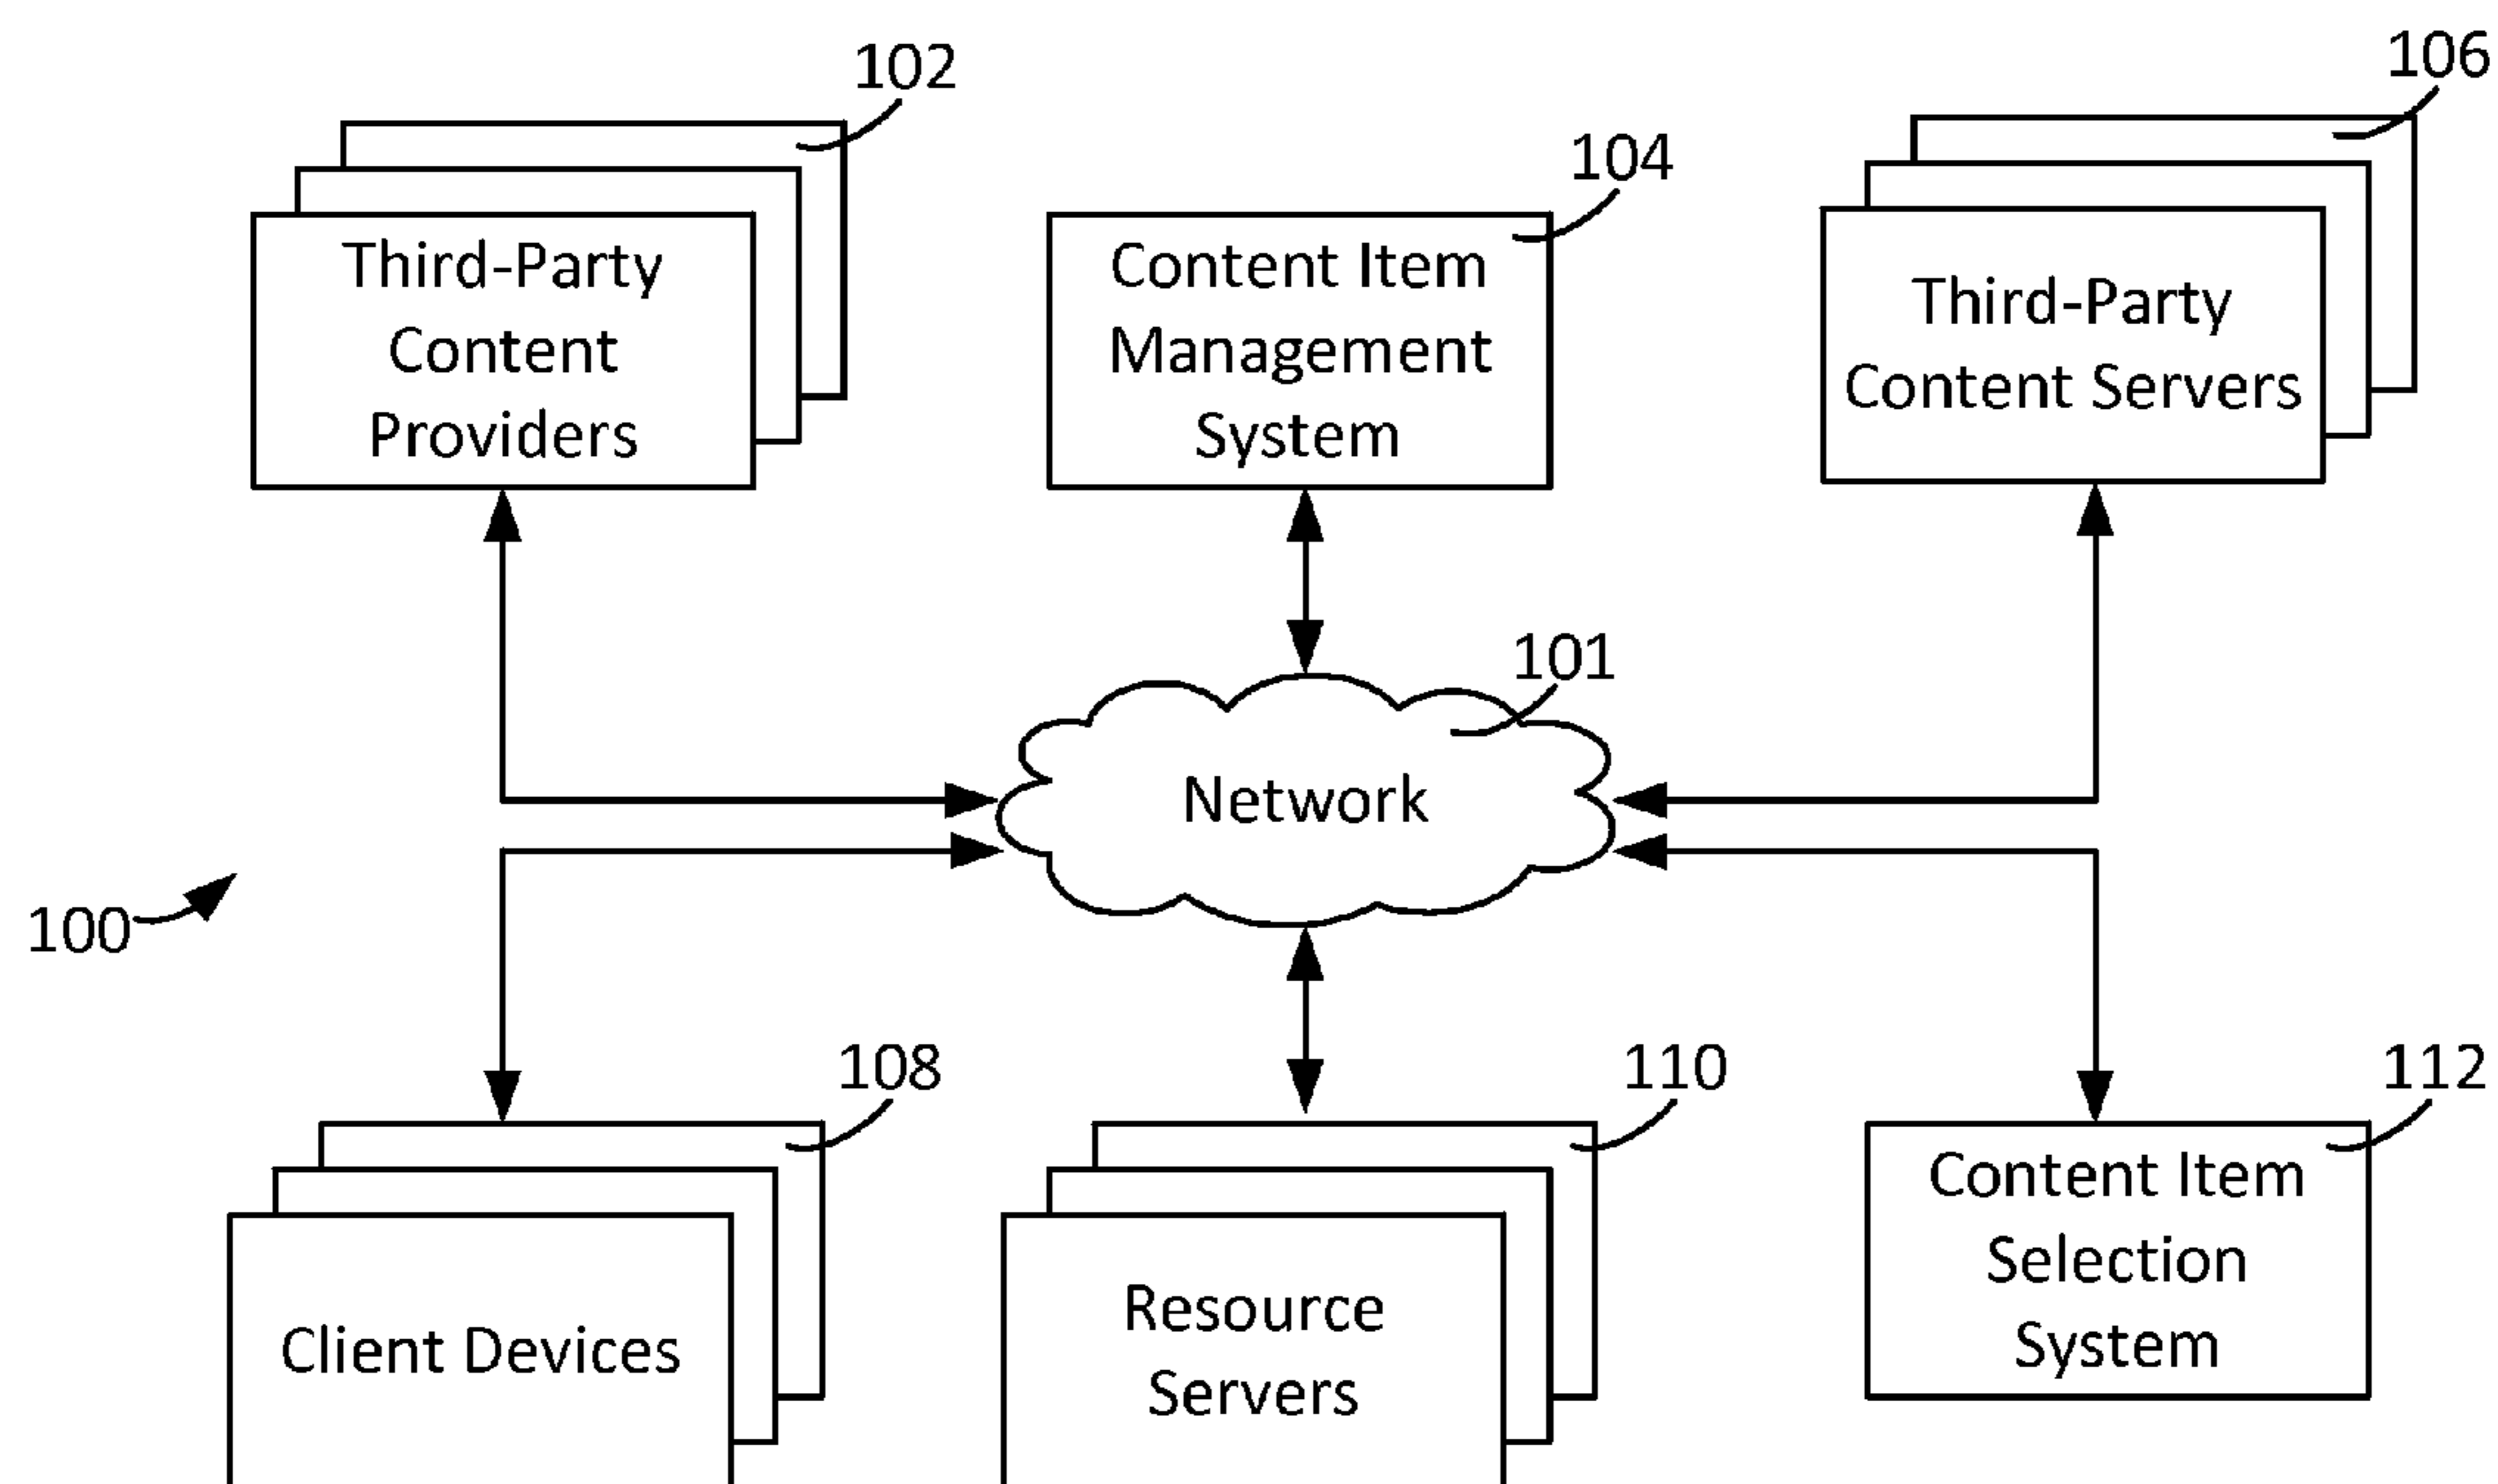 102
106
104
Third-Party
Content
Providers
Content Item
Management
System
Third-Party
Content Servers
101
Network
100
108
110
112
Client Devices
Resource
Servers
Content Item
Selection
System